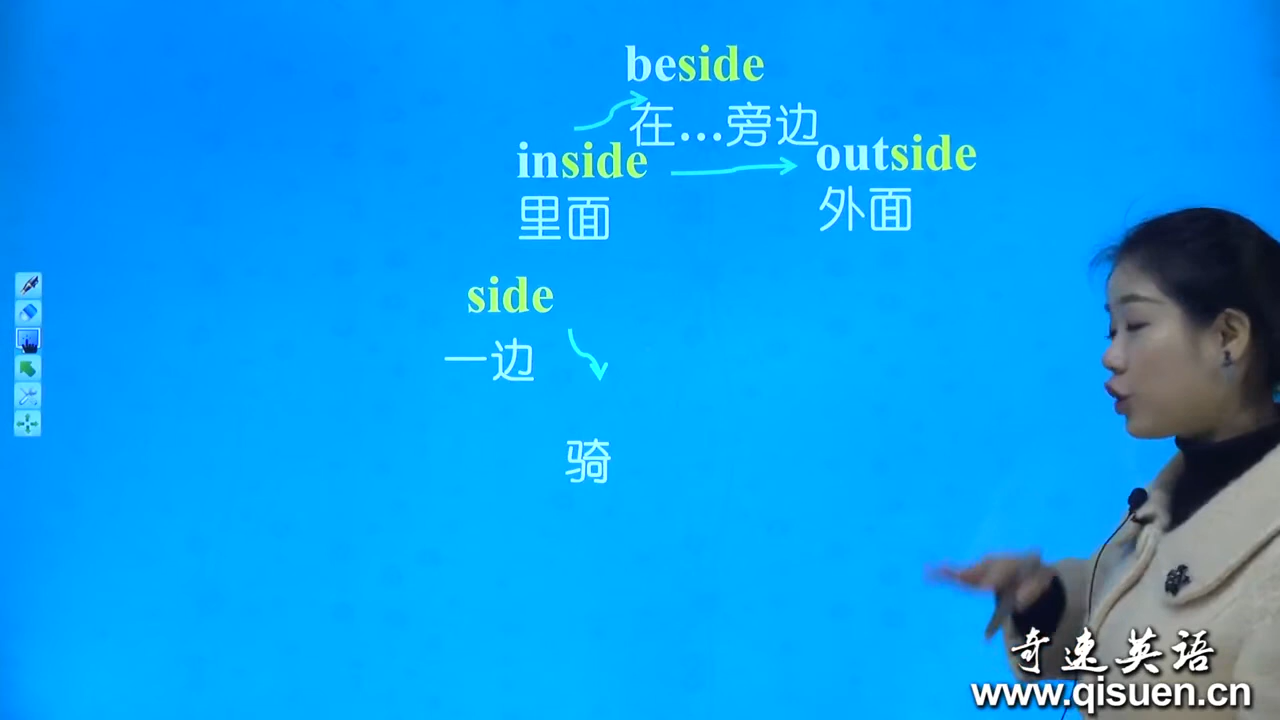 beside
在...旁边
inside
outside
里面
外面
side
一边
骑
奇速英语
www.qisuen.cn